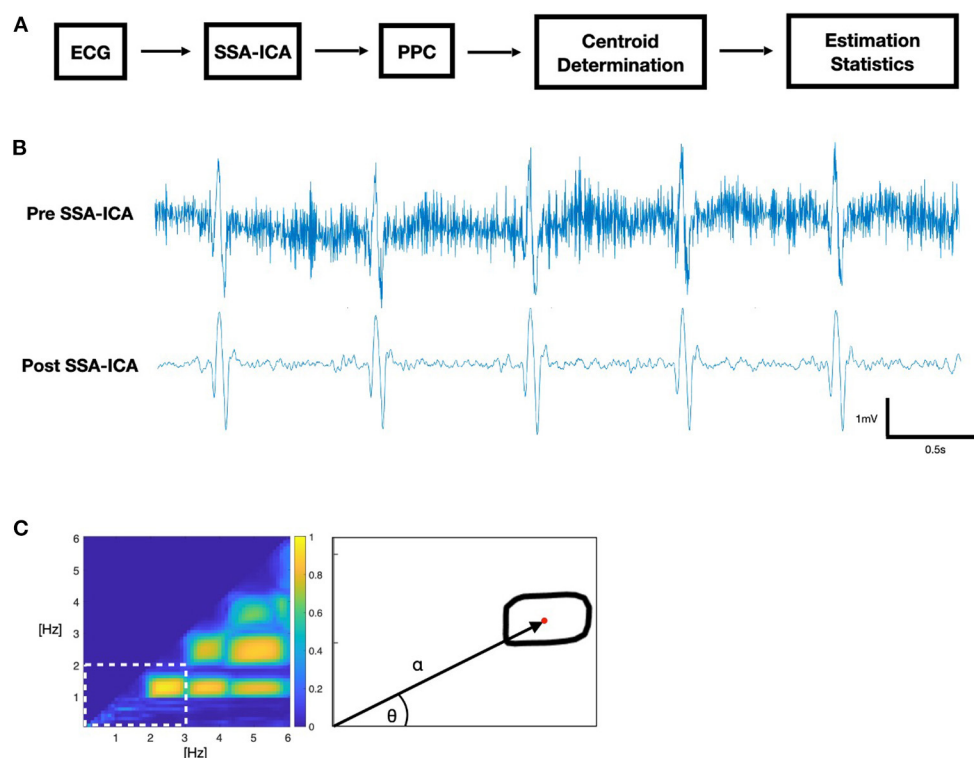 A
ECG
SSA-ICA
PPC
Centroid
Determination
Estimation
Statistics
B
Pre SSA-ICA
Post SSA-ICA
1mV
0.5s
C
6
5
4
[Hz]
3
2
1
1
2
3
4
5
6
[Hz]
1
0.8
0.6
0.4
0.2
0
α
θ